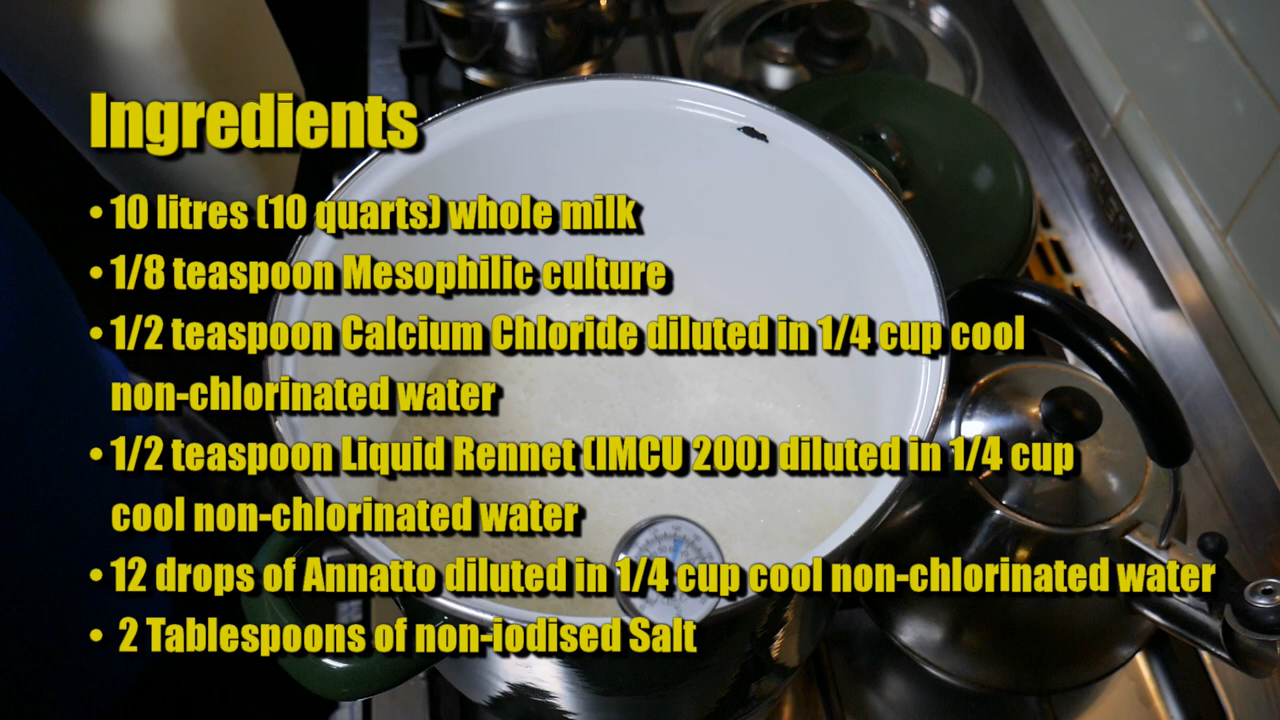 Ingredients
• 10 litres (10 quarts) whole milk
• 1/8 teaspoon Mesophilic culture
• 1/2 teaspoon Calcium Chloride diluted in 1/4 cup cool
non-chlorinated water
• 1/2 teaspoon Liquid Rennet (IMCU 200) diluted in 1/4 cup
cool non-chlorinated water
• 12 drops of Annatto diluted in 1/4 cup cool non-chlorinated water
• 2 Tablespoons of non-iodised Salt